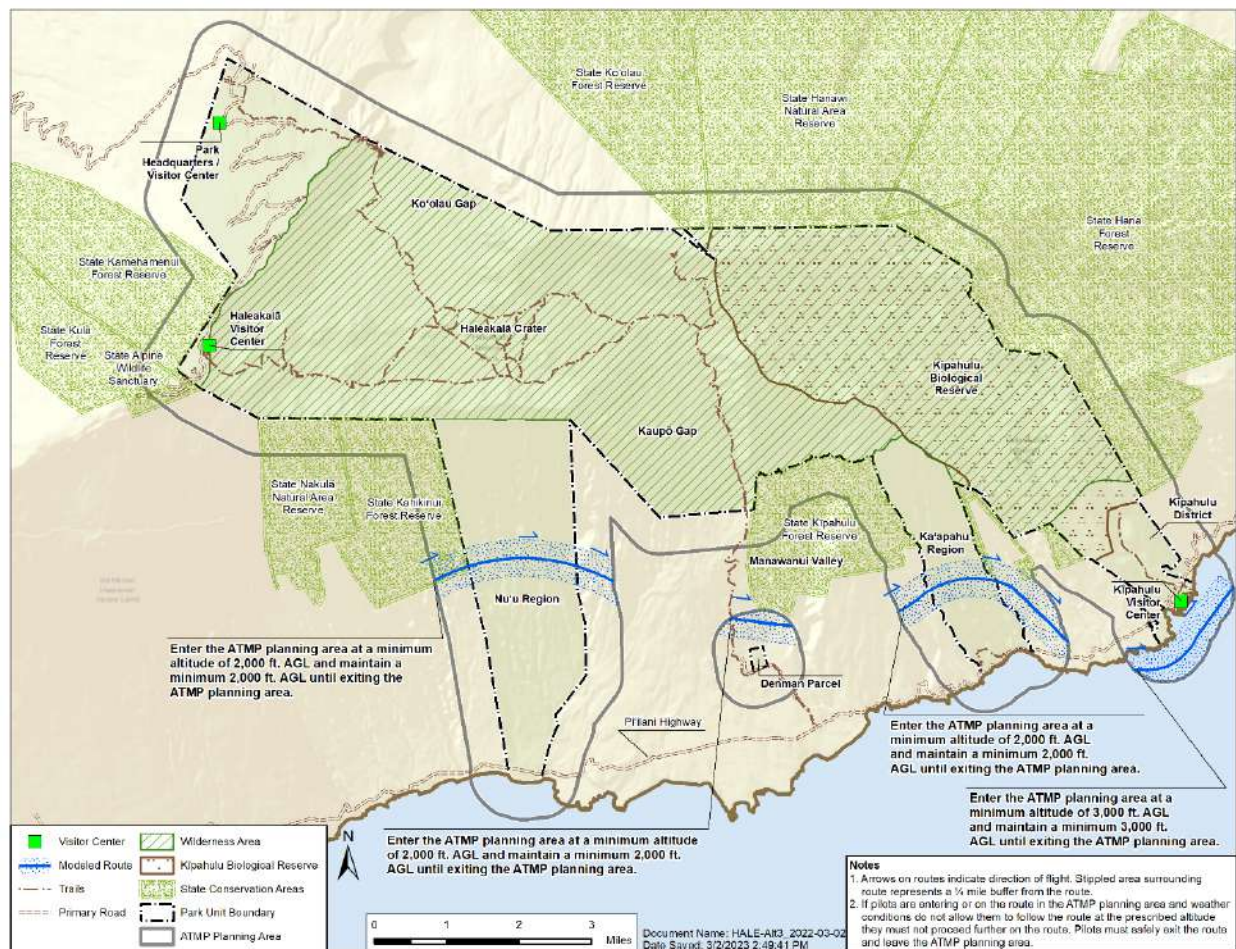 State Ko'olau
Forest Reserve
State Hanawi
Natural Area
Reserve
Park
Headquarters /
Visitor Center
Ko'olau Gap
State Hana
Forest
Reserve
State Kamehamenui
Forest Reserve
Haleakalā
Visitor
Center
Haleakalā Crater
State Kula
Forest
Reserve
State Alpine
Wildlife
Sanctuary
Kīpahulu
Biological
Reserve
Kaupō Gap
State Nakula
Natural Area
Reserve
State Kahikinui
Forest Reserve
State Kīpahulu
Forest Reserve
Manawainui Valley
Ka'apahu
Region
Kīpahulu
District
Nu'u Region
Kīpahulu
Visitor
Center
Enter the ATMP planning area at a minimum
altitude of 2,000 ft. AGL and maintain a
minimum 2,000 ft. AGL until exiting the
ATMP planning area.
Denman Parcel
Piilani Highway
Enter the ATMP planning area at a
minimum altitude of 2,000 ft. AGL
and maintain a minimum 2,000 ft.
AGL until exiting the ATMP planning area.
Enter the ATMP planning area at a
minimum altitude of 3,000 ft. AGL
and maintain a minimum 3,000 ft.
AGL until exiting the ATMP planning area.
Enter the ATMP planning area at a minimum altitude
of 2,000 ft. AGL and maintain a minimum 2,000 ft.
AGL until exiting the ATMP planning area.
Visitor Center
Modeled Route
Trails
Primary Road
Wilderness Area
Kīpahulu Biological Reserve
State Conservation Areas
Park Unit Boundary
ATMP Planning Area
N
0 1 2 3
Miles
Document Name: HALE-Alt3_2022-03-02
Date Saved: 3/2/2023 2:49:41 PM
Notes
1. Arrows on routes indicate direction of flight. Stippled area surrounding
route represents a ¼ mile buffer from the route.
2. If pilots are entering or on the route in the ATMP planning area and weather
conditions do not allow them to follow the route at the prescribed altitude
they must not proceed further on the route. Pilots must safely exit the route
and leave the ATMP planning area.